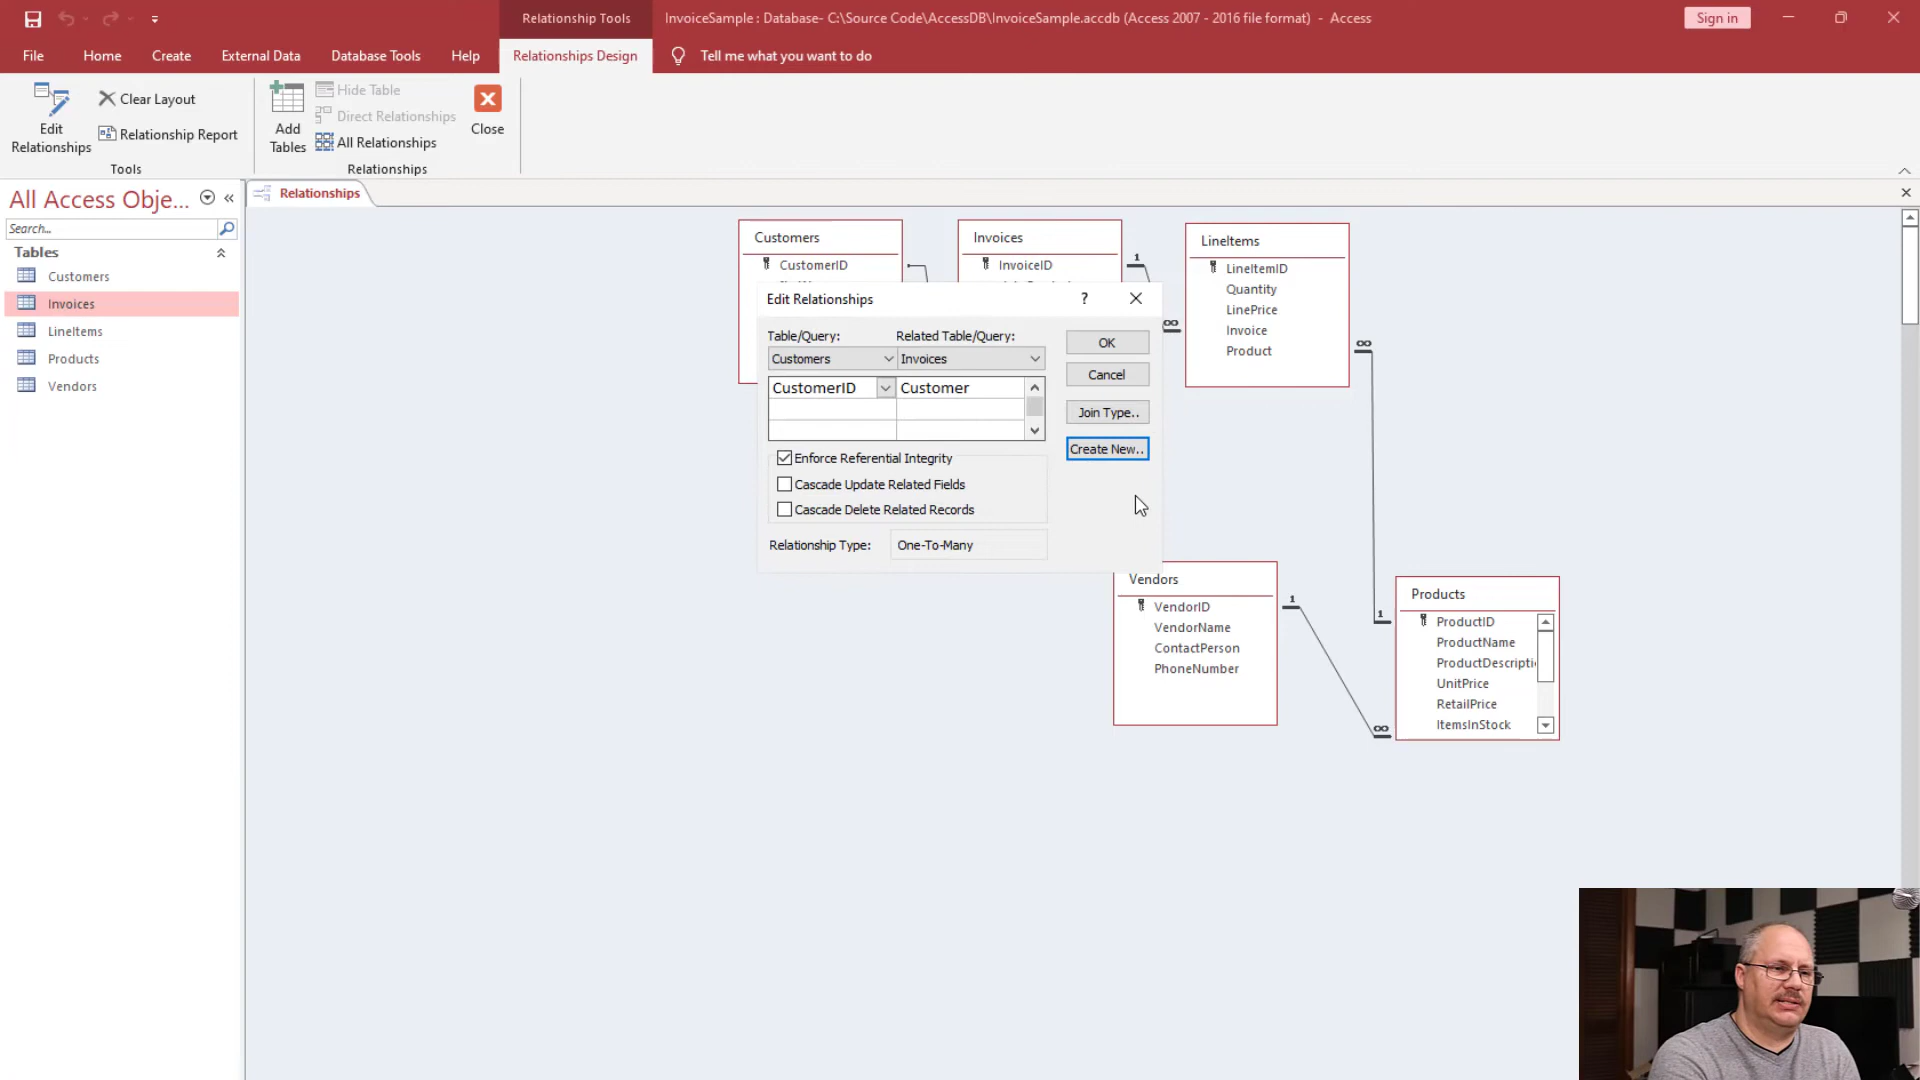 Relationship Tools
InvoiceSample : Database- C:\Source Code\AccessDB\InvoiceSample.accdb (Access 2007 - 2016 file format) - Access
Sign in
File
Home
Create
External Data
Database Tools
Help
Relationships Design
Tell me what you want to do
Edit
Relationships
Clear Layout
Relationship Report
Tools
Add
Tables
Hide Table
Direct Relationships
All Relationships
Close
Relationships
All Access Obje...
Search...
Tables
Customers
Invoices
LineItems
Products
Vendors
Relationships
Customers
CustomerID
Invoices
InvoiceID
1
∞
LineItems
LineItemID
Quantity
LinePrice
Invoice
Product
∞
Edit Relationships
?
Table/Query:
Related Table/Query:
Customers
Invoices
CustomerID
Customer
OK
Cancel
Join Type..
Create New..
Enforce Referential Integrity
Cascade Update Related Fields
Cascade Delete Related Records
Relationship Type:
One-To-Many
Vendors
VendorID
VendorName
ContactPerson
PhoneNumber
1
1
∞
Products
ProductID
ProductName
ProductDescripti
UnitPrice
RetailPrice
ItemsInStock